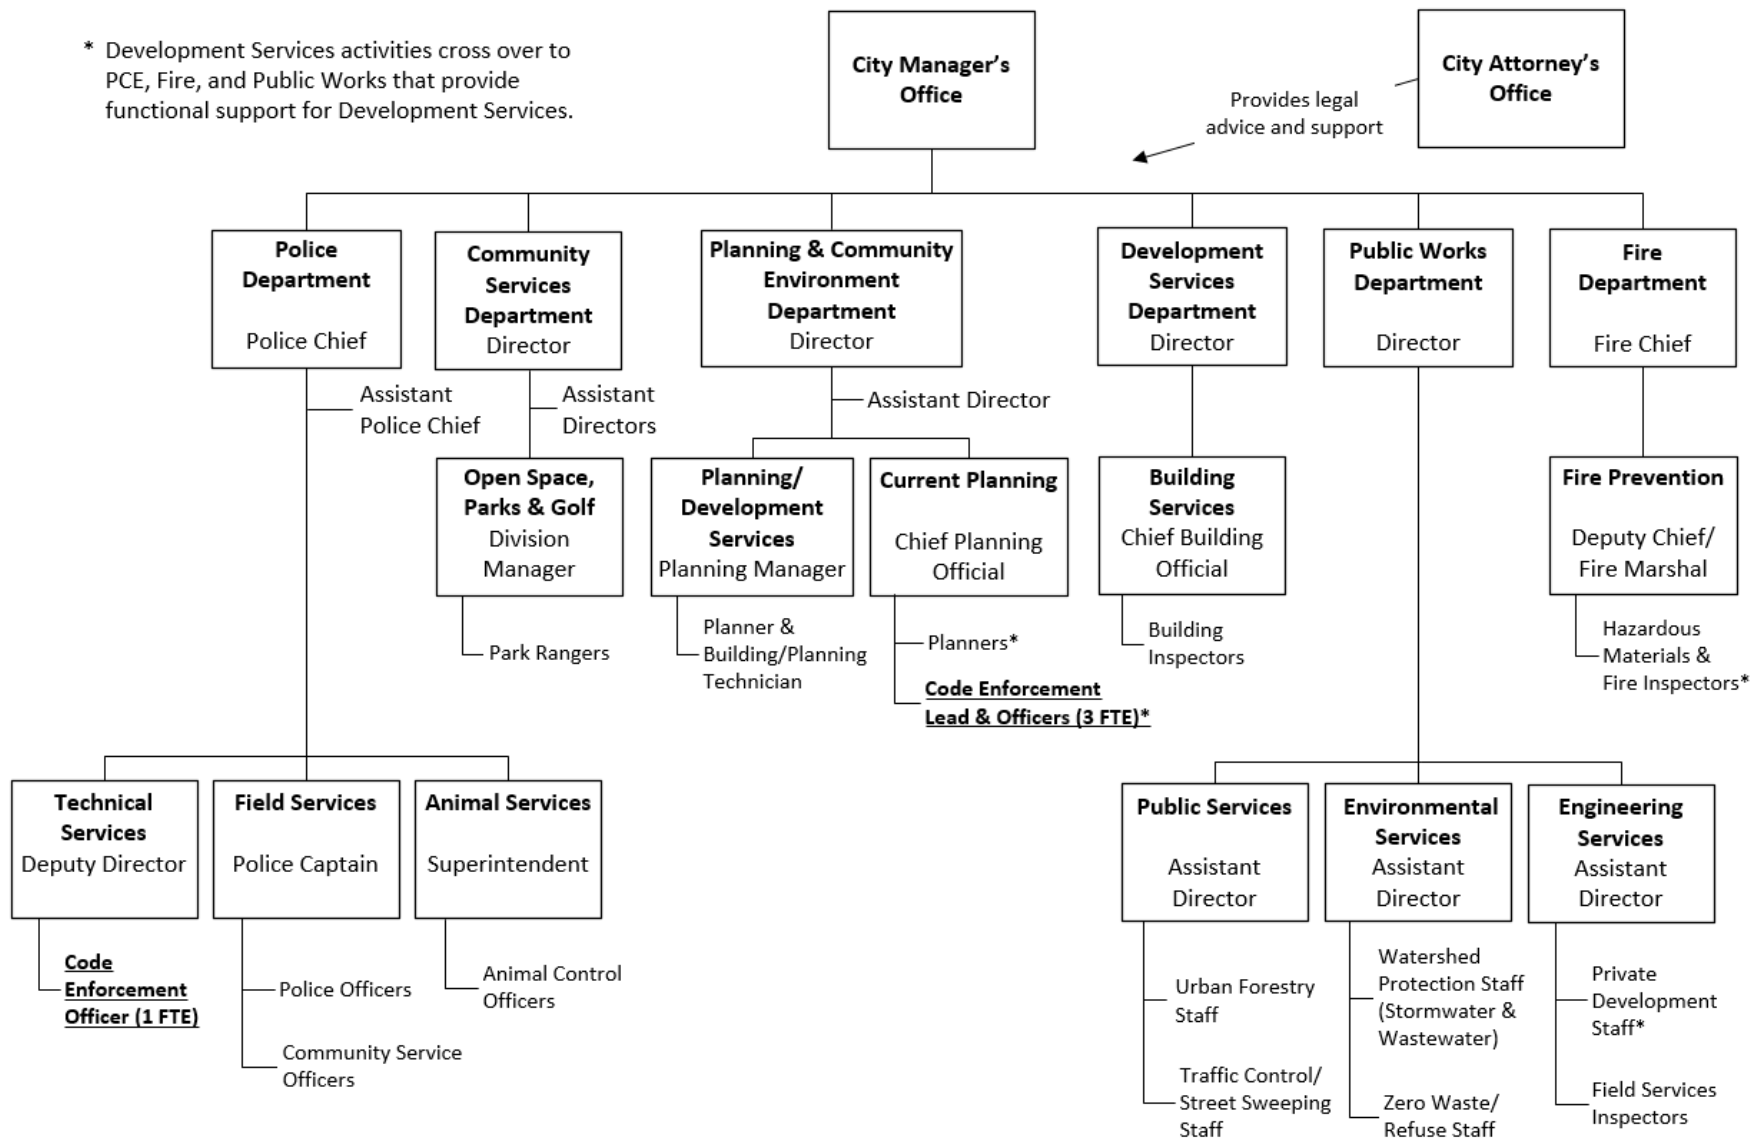 * Development Services activities cross over to
PCE, Fire, and Public Works that provide
functional support for Development Services.
City Manager's
Office
City Attorney's
Office
Provides legal
advice and support
Police
Department
Police Chief
Community
Services
Department
Director
Planning & Community
Environment
Department
Director
Development
Services
Department
Director
Public Works
Department
Director
Fire
Department
Fire Chief
Assistant
Police Chief
Assistant
Directors
Assistant Director
Open Space,
Parks & Golf
Division
Manager
Planning/
Development
Services
Planning Manager
Current Planning
Chief Planning
Official
Building
Services
Chief Building
Official
Fire Prevention
Deputy Chief/
Fire Marshal
Park Rangers
Planner &
Building/Planning
Technician
Planners*
Code Enforcement
Lead & Officers (3 FTE)*
Building
Inspectors
Hazardous
Materials &
Fire Inspectors*
Technical
Services
Deputy Director
Field Services
Police Captain
Animal Services
Superintendent
Public Services
Assistant
Director
Environmental
Services
Assistant
Director
Engineering
Services
Assistant
Director
Code
Enforcement
Officer (1 FTE)
Police Officers
Community Service
Officers
Animal Control
Officers
Urban Forestry
Staff
Traffic Control/
Street Sweeping
Staff
Watershed
Protection Staff
(Stormwater &
Wastewater)
Zero Waste/
Refuse Staff
Private
Development
Staff*
Field Services
Inspectors